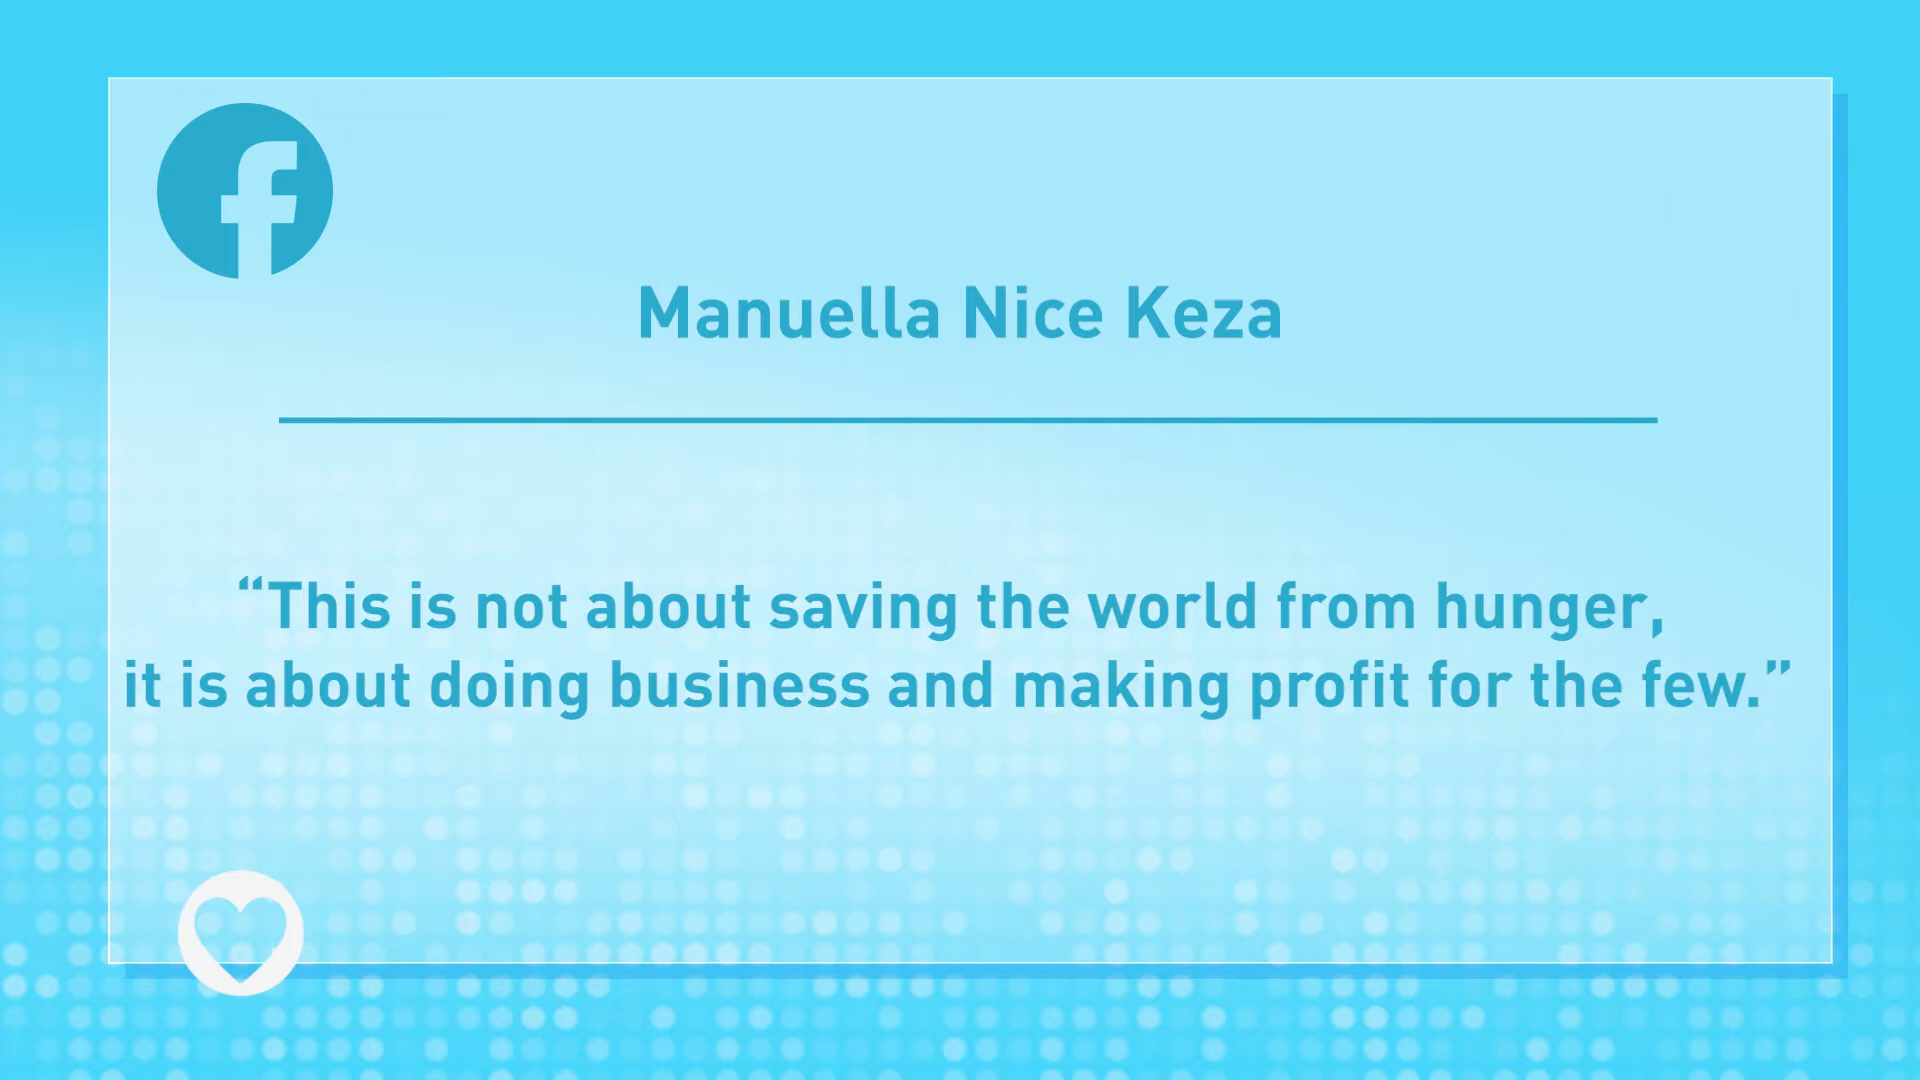 Manuella Nice Keza
“This is not about saving the world from hunger,
it is about doing business and making profit for the few.”